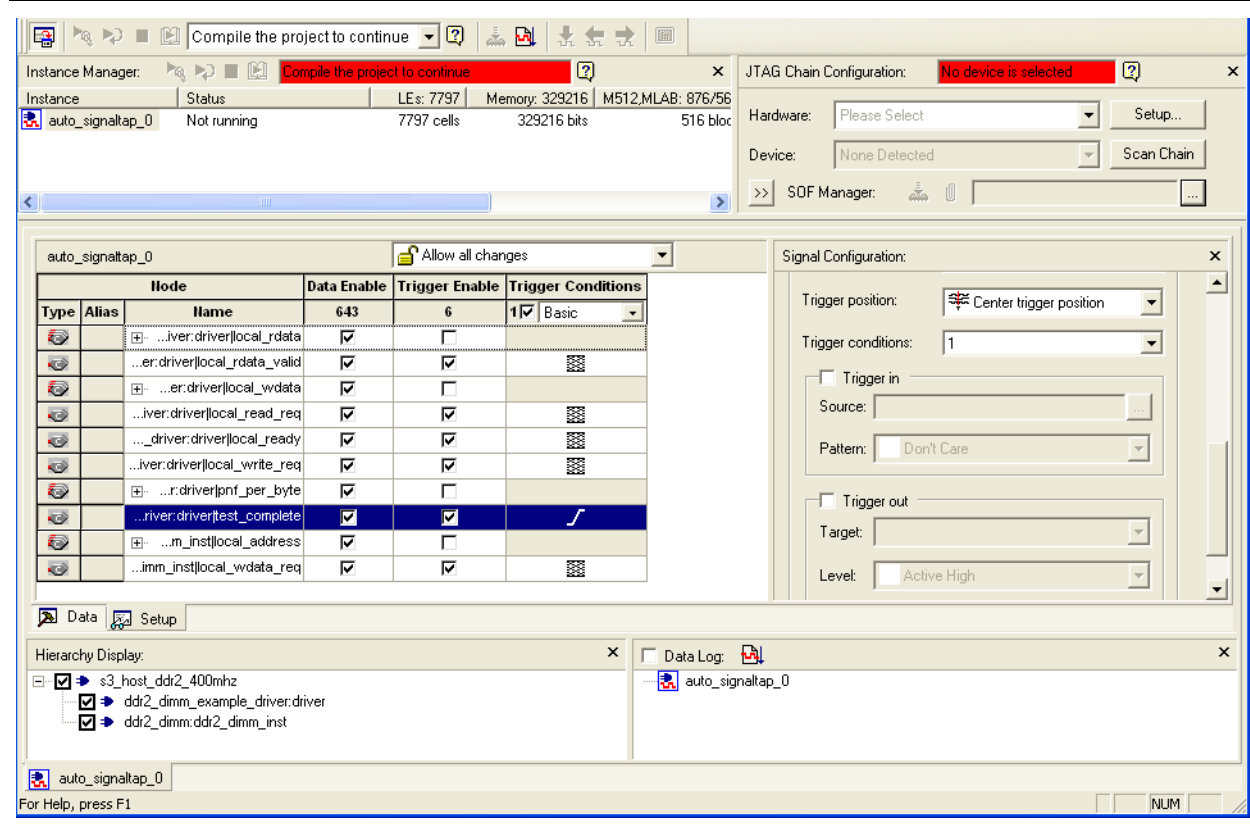 Compile the project to continue
Instance Manager: Compile the project to continue
Instance Status LEs: 7797 Memory: 329216 M512,MLAB: 876/56
auto_signaltap_0 Not running 7797 cells 329216 bits 516 bloc
JTAG Chain Configuration: No device is selected
Hardware: Please Select Setup...
Device: None Detected Scan Chain
>> SOF Manager: ...
auto_signaltap_0 Allow all changes
Node Data Enable Trigger Enable Trigger Conditions
Type Alias Name 643 6 1 Basic
...iver:driver|local_rdata
...er:driver|local_rdata_valid
...er:driver|local_wdata
...iver:driver|local_read_req
..._driver:driver|local_ready
...iver:driver|local_write_req
...r:driver|pnf_per_byte
...river:driver|test_complete
...m_inst|local_address
...imm_inst|local_wdata_req
Signal Configuration:
Trigger position: Center trigger position
Trigger conditions: 1
Trigger in
Source: ...
Pattern: Don't Care
Trigger out
Target:
Level: Active High
Data Setup
Hierarchy Display:
s3_host_ddr2_400mhz
ddr2_dimm_example_driver:driver
ddr2_dimm:ddr2_dimm_inst
Data Log:
auto_signaltap_0
auto_signaltap_0
For Help, press F1 NUM